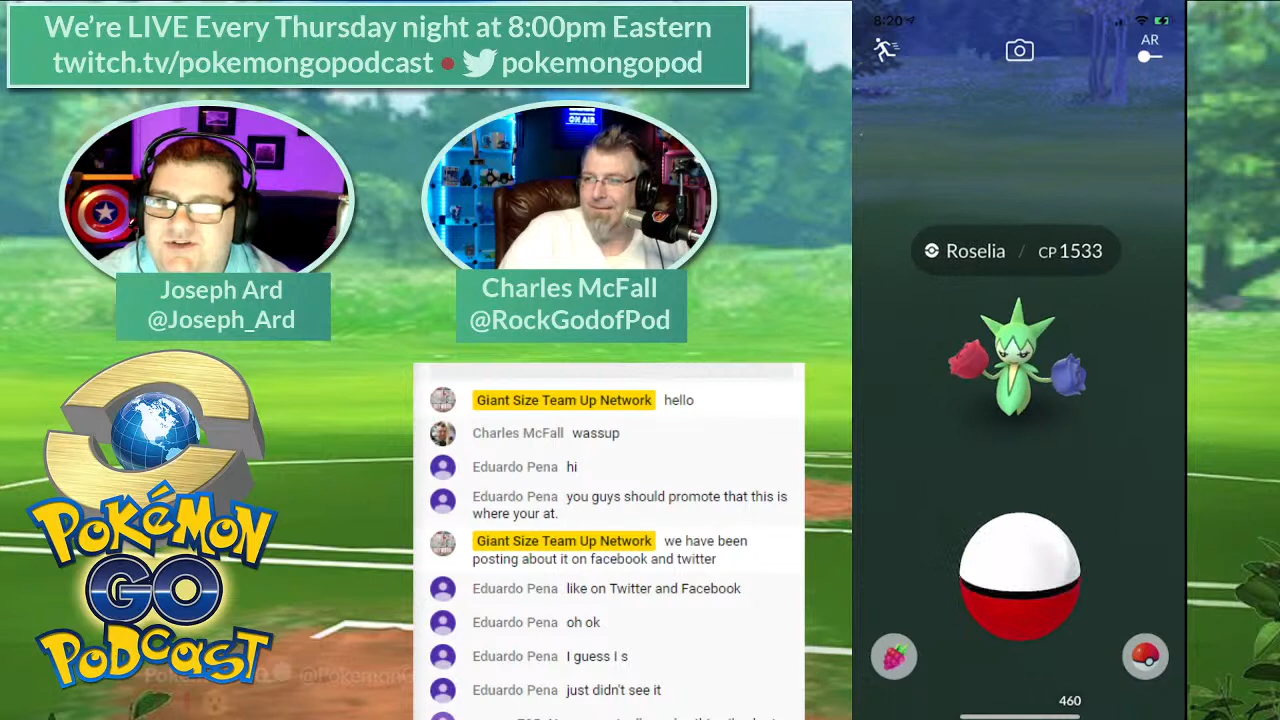 We're LIVE Every Thursday night at 8:00pm Eastern
twitch.tv/pokemongopodcast • pokemongopod
ON AIR
Joseph Ard
@Joseph_Ard
Charles McFall
@RockGodofPod
POKéMON
GO
PODCAST
Giant Size Team Up Network hello
Charles McFall wassup
Eduardo Pena hi
Eduardo Pena you guys should promote that this is
where your at.
Giant Size Team Up Network we have been
posting about it on facebook and twitter
Eduardo Pena like on Twitter and Facebook
Eduardo Pena oh ok
Eduardo Pena I guess I s
Eduardo Pena just didn't see it
8:20
AR
Roselia / CP 1533
460